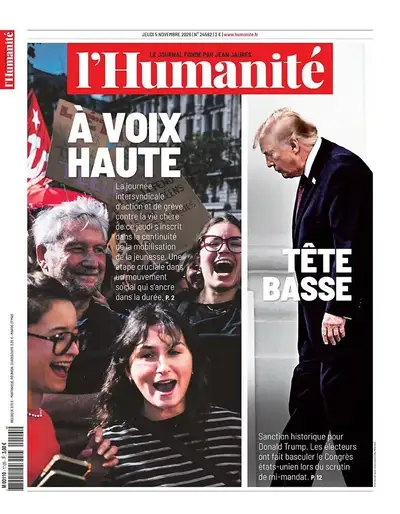 l'Humanité
JEUDI 5 NOVEMBRE 2026 | N° 24592 | 3 € | www.humanite.fr
LE JOURNAL FONDÉ PAR JEAN JAURÈS
l'Humanité
À VOIX
HAUTE
La journée
intersyndicale
d'action et de grève
contre la vie chère
de ce jeudi s'inscrit
dans la continuité
de la mobilisation
de la jeunesse. Une
étape cruciale dans
un mouvement
social qui s'ancre
dans la durée. P. 2
TÊTE
BASSE
Sanction historique pour
Donald Trump. Les électeurs
ont fait basculer le Congrès
états-unien lors du scrutin
de mi-mandat. P. 12